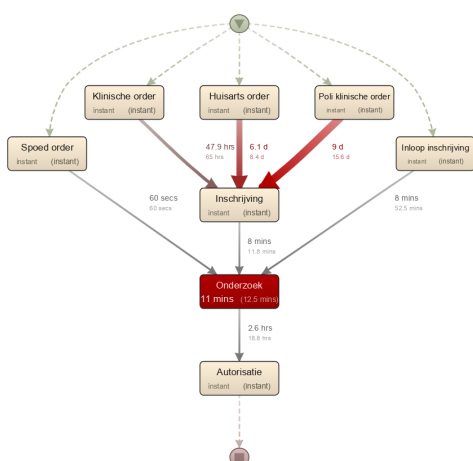 Klinische order
instant (instant)
Huisarts order
instant (instant)
Poli klinische order
instant (instant)
Spoed order
instant (instant)
Inloop inschrijving
instant (instant)
47.9 hrs
65 hrs
6.1 d
8.4 d
9 d
15.6 d
Inschrijving
instant (instant)
60 secs
60 secs
8 mins
52.5 mins
8 mins
11.8 mins
Onderzoek
11 mins (12.5 mins)
2.6 hrs
18.8 hrs
Autorisatie
instant (instant)